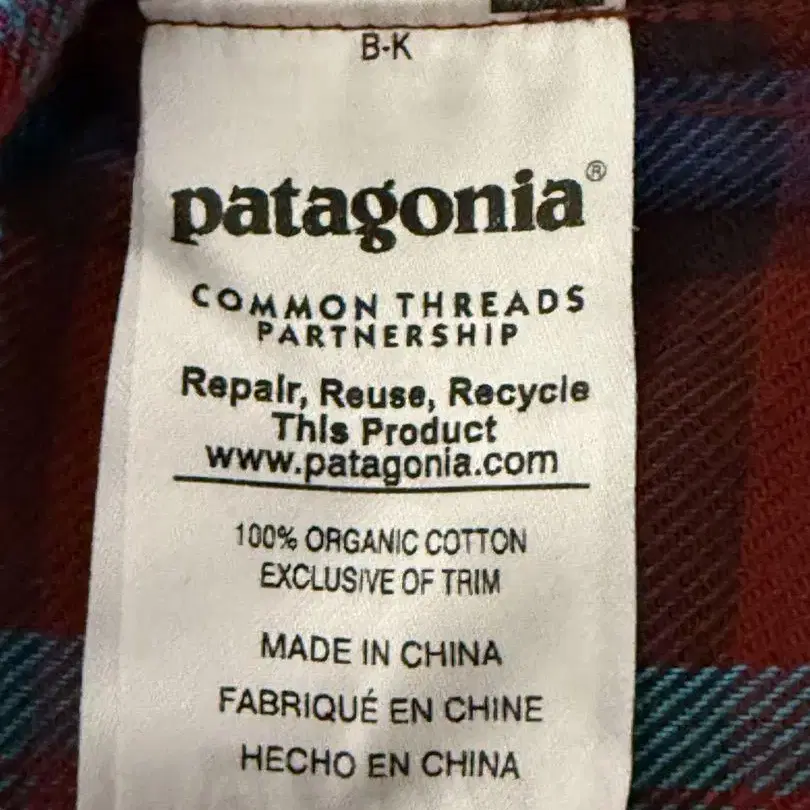 B-K
patagonia®
COMMON THREADS
PARTNERSHIP
Repair, Reuse, Recycle
This Product
www.patagonia.com
100% ORGANIC COTTON
EXCLUSIVE OF TRIM
MADE IN CHINA
FABRIQUÉ EN CHINE
HECHO EN CHINA